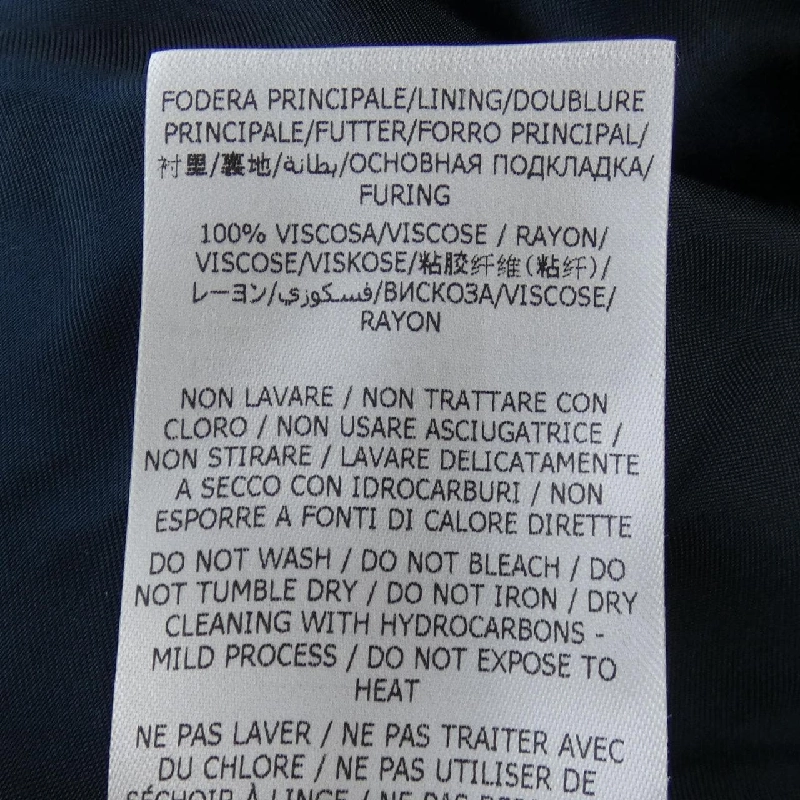 FODERA PRINCIPALE/LINING/DOUBLURE
PRINCIPALE/FUTTER/FORRO PRINCIPAL/
衬里/裏地/بطانة/ОСНОВНАЯ ПОДКЛАДКА/
FURING
100% VISCOSA/VISCOSE / RAYON/
VISCOSE/VISKOSE/粘胶纤维(粘纤)/
レーヨン/فسكوزي/ВИСКОЗА/VISCOSE/
RAYON
NON LAVARE / NON TRATTARE CON
CLORO / NON USARE ASCIUGATRICE /
NON STIRARE / LAVARE DELICATAMENTE
A SECCO CON IDROCARBURI / NON
ESPORRE A FONTI DI CALORE DIRETTE
DO NOT WASH / DO NOT BLEACH / DO
NOT TUMBLE DRY / DO NOT IRON / DRY
CLEANING WITH HYDROCARBONS -
MILD PROCESS / DO NOT EXPOSE TO
HEAT
NE PAS LAVER / NE PAS TRAITER AVEC
DU CHLORE / NE PAS UTILISER DE
SÉCHOIR À LINGE / NE PAS